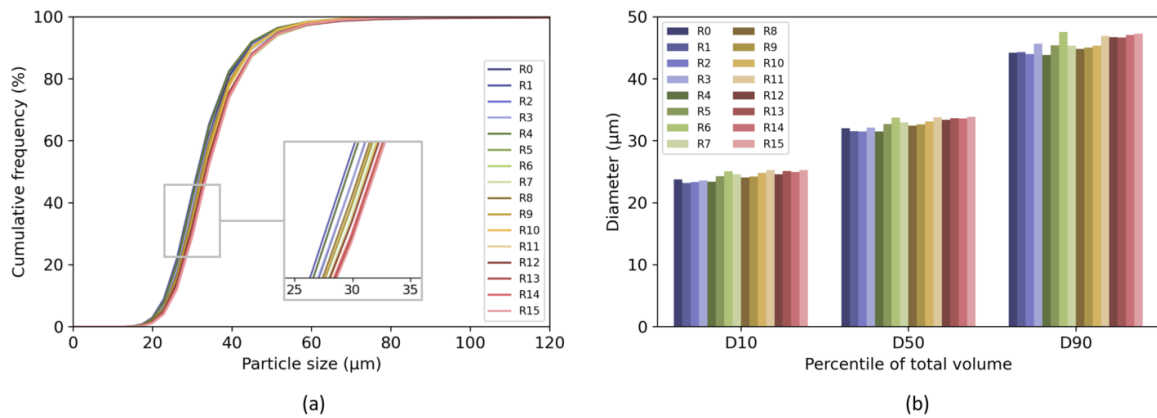 100
80
60
40
20
0
Cumulative frequency (%)
0 20 40 60 80 100 120
Particle size (μm)
25 30 35
R0
R1
R2
R3
R4
R5
R6
R7
R8
R9
R10
R11
R12
R13
R14
R15
(a)
50
40
30
20
10
0
Diameter (μm)
R0 R8
R1 R9
R2 R10
R3 R11
R4 R12
R5 R13
R6 R14
R7 R15
D10 D50 D90
Percentile of total volume
(b)